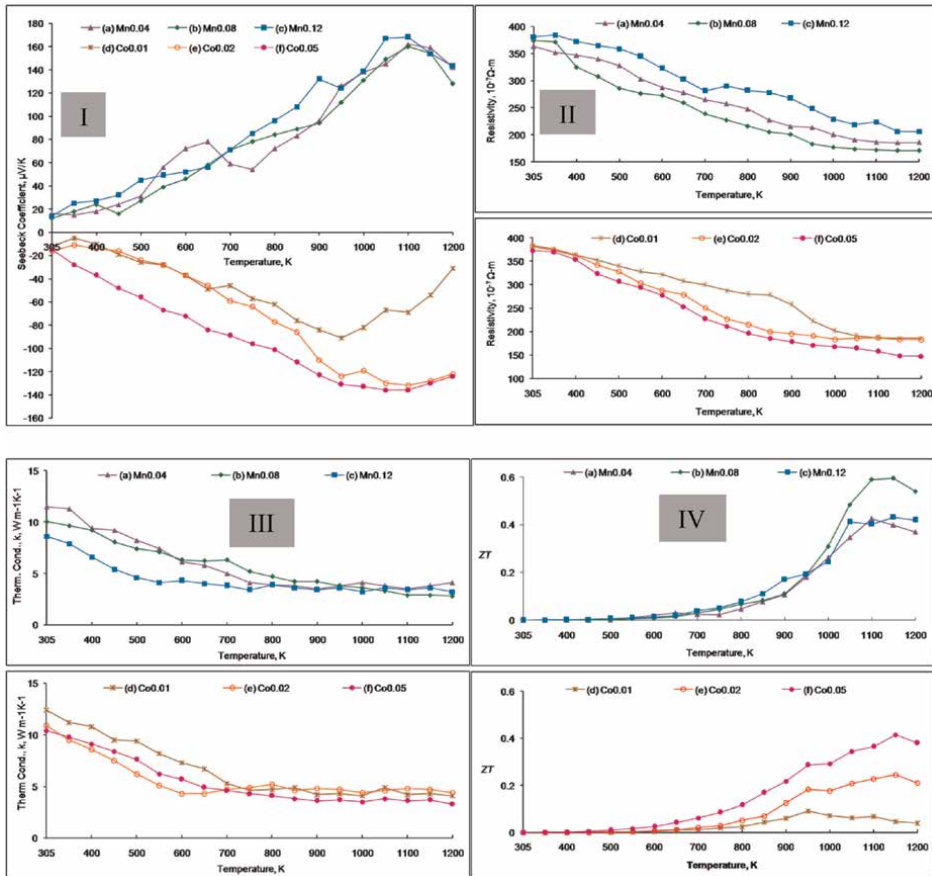 (a) Mn0.04 (b) Mn0.08 (c) Mn0.12
(d) Co0.01 (e) Co0.02 (f) Co0.05
I
Seebeck Coefficient, μV/K
180
160
140
120
100
80
60
40
20
0
-20
-40
-60
-80
-100
-120
-140
-160
305 400 500 600 700 800 900 1000 1100 1200
Temperature, K
(a) Mn0.04 (b) Mn0.08 (c) Mn0.12
II
Resistivity, 10⁻⁷Ω-m
400
350
300
250
200
150
305 400 500 600 700 800 900 1000 1100 1200
Temperature, K
(d) Co0.01 (e) Co0.02 (f) Co0.05
Resistivity, 10⁻⁷Ω-m
400
350
300
250
200
150
100
305 400 500 600 700 800 900 1000 1100 1200
Temperature, K
(a) Mn0.04 (b) Mn0.08 (c) Mn0.12
III
Therm. Cond., k, W m-1K-1
15
10
5
0
305 400 500 600 700 800 900 1000 1100 1200
Temperature, K
(a) Mn0.04 (b) Mn0.08 (c) Mn0.12
IV
ZT
0.6
0.4
0.2
0
305 400 500 600 700 800 900 1000 1100 1200
Temperature, K
(d) Co0.01 (e) Co0.02 (f) Co0.05
Therm Cond., k, W m-1K-1
15
10
5
0
305 400 500 600 700 800 900 1000 1100 1200
Temperature, K
(d) Co0.01 (e) Co0.02 (f) Co0.05
ZT
0.6
0.4
0.2
0
305 400 500 600 700 800 900 1000 1100 1200
Temperature, K